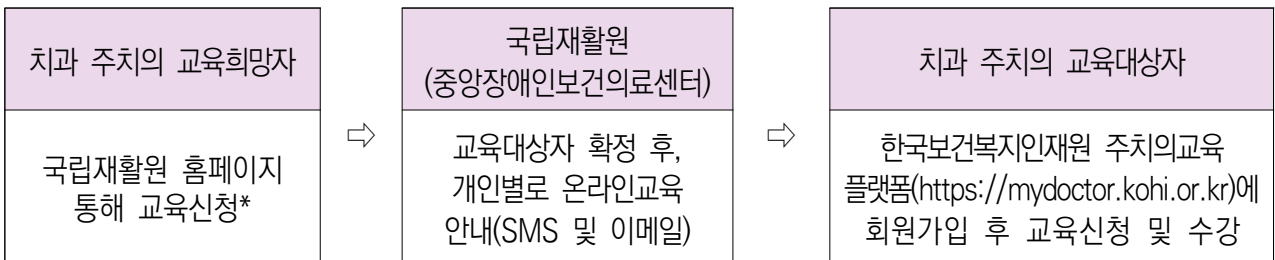 치과 주치의 교육희망자
국립재활원 홈페이지
통해 교육신청*
⇨
국립재활원
(중앙장애인보건의료센터)
교육대상자 확정 후,
개인별로 온라인교육
안내(SMS 및 이메일)
⇨
치과 주치의 교육대상자
한국보건복지인재원 주치의교육
플랫폼(https://mydoctor.kohi.or.kr)에
회원가입 후 교육신청 및 수강